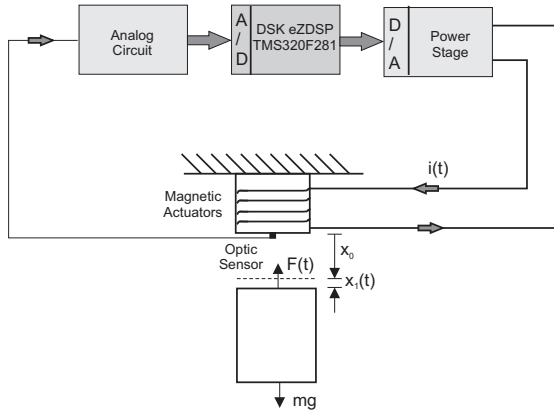 Analog
Circuit
A
/
D
DSK eZDSP
TMS320F281
D
/
A
Power
Stage
i(t)
Magnetic
Actuators
Optic
Sensor
x₀
F(t)
x₁(t)
mg